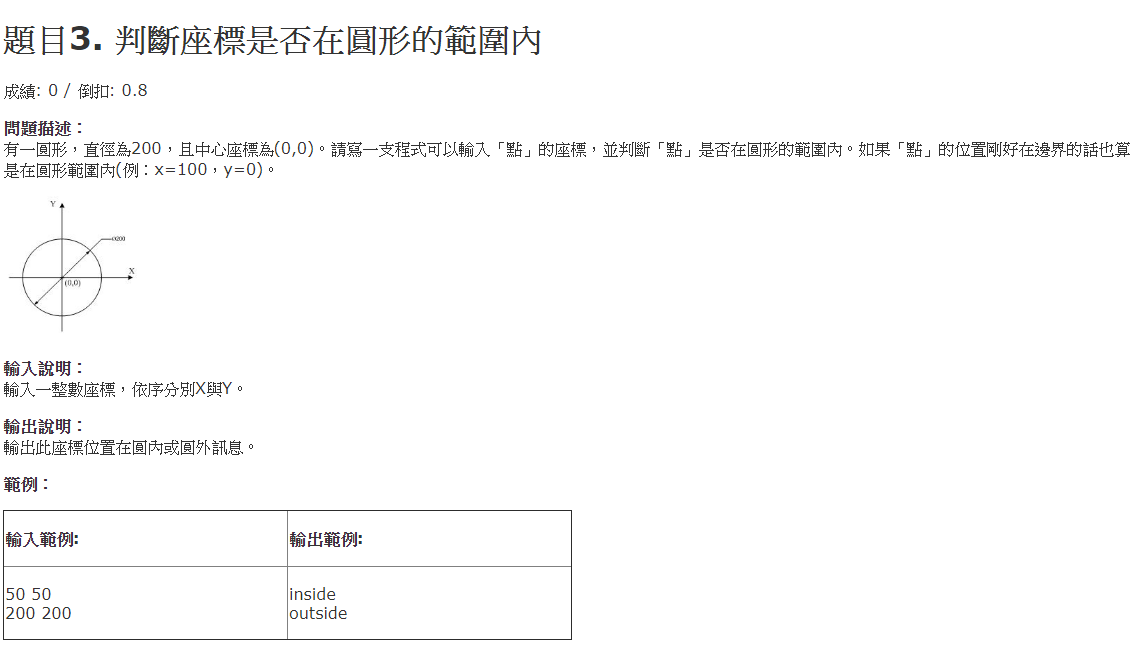 題目3. 判斷座標是否在圓形的範圍內
成績: 0 / 倒扣: 0.8
問題描述：
有一圓形，直徑為200，且中心座標為(0,0)。請寫一支程式可以輸入「點」的座標，並判斷「點」是否在圓形的範圍內。如果「點」的位置剛好在邊界的話也算
是在圓形範圍內(例：x=100，y=0)。
Y
Ø200
X
(0,0)
輸入說明：
輸入一整數座標，依序分別X與Y。
輸出說明：
輸出此座標位置在圓內或圓外訊息。
範例：
輸入範例: 輸出範例:
50 50 inside
200 200 outside